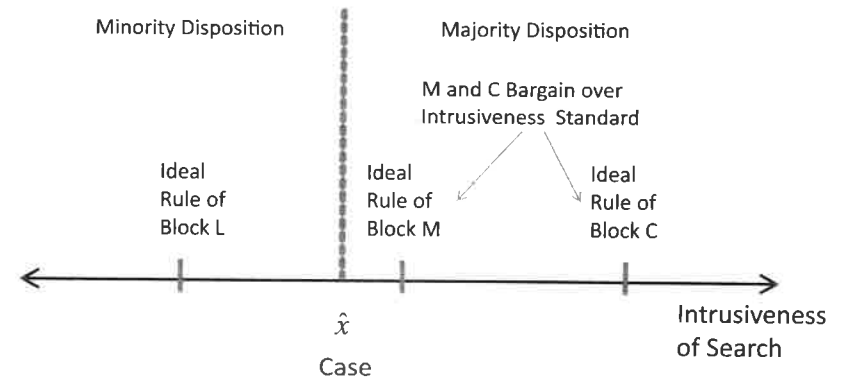 Minority Disposition
Majority Disposition
M and C Bargain over
Intrusiveness Standard
Ideal
Rule of
Block L
Ideal
Rule of
Block M
Ideal
Rule of
Block C
x̂
Case
Intrusiveness
of Search